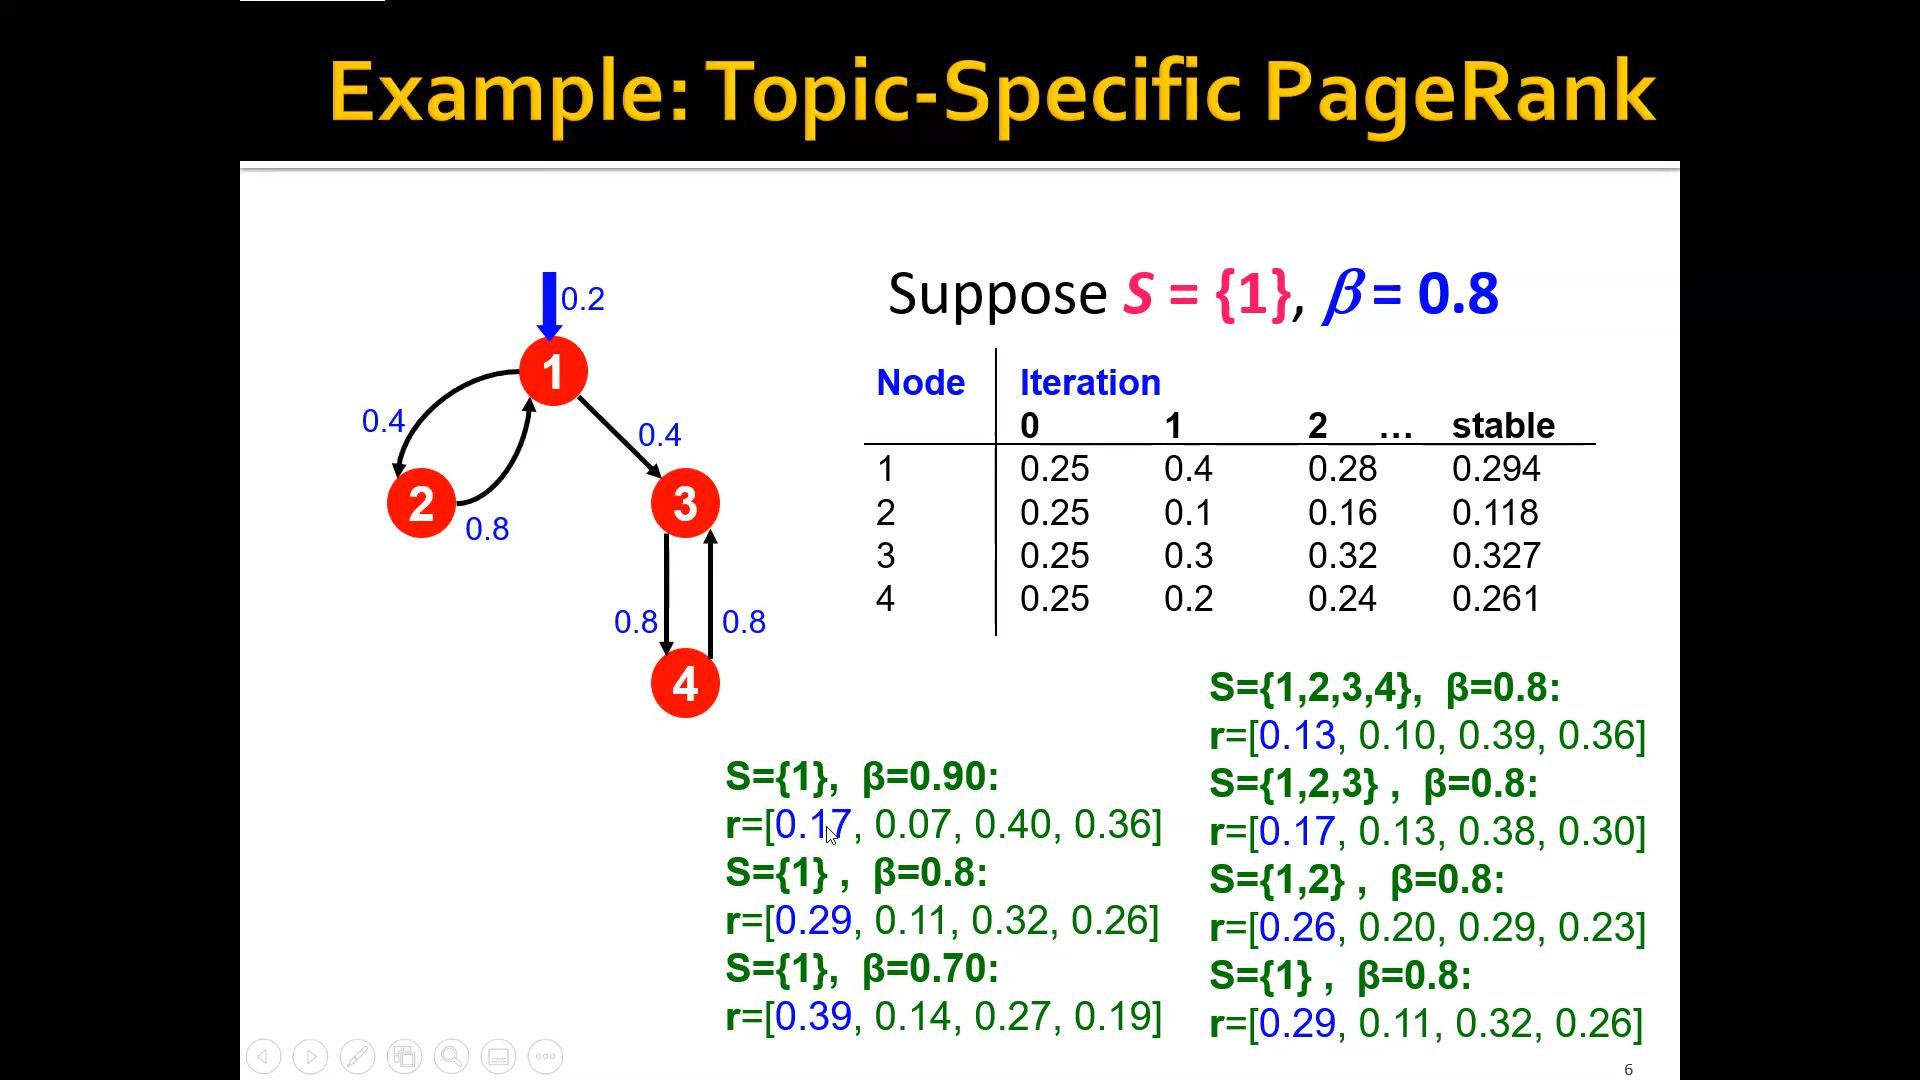 Example: Topic-Specific PageRank
0.2
1
0.4
0.4
2
0.8
3
0.8
0.8
4
Suppose S = {1}, β = 0.8
Node Iteration
0 1 2 … stable
1 0.25 0.4 0.28 0.294
2 0.25 0.1 0.16 0.118
3 0.25 0.3 0.32 0.327
4 0.25 0.2 0.24 0.261
S={1}, β=0.90:
r=[0.17, 0.07, 0.40, 0.36]
S={1} , β=0.8:
r=[0.29, 0.11, 0.32, 0.26]
S={1}, β=0.70:
r=[0.39, 0.14, 0.27, 0.19]
S={1,2,3,4}, β=0.8:
r=[0.13, 0.10, 0.39, 0.36]
S={1,2,3} , β=0.8:
r=[0.17, 0.13, 0.38, 0.30]
S={1,2} , β=0.8:
r=[0.26, 0.20, 0.29, 0.23]
S={1} , β=0.8:
r=[0.29, 0.11, 0.32, 0.26]
6